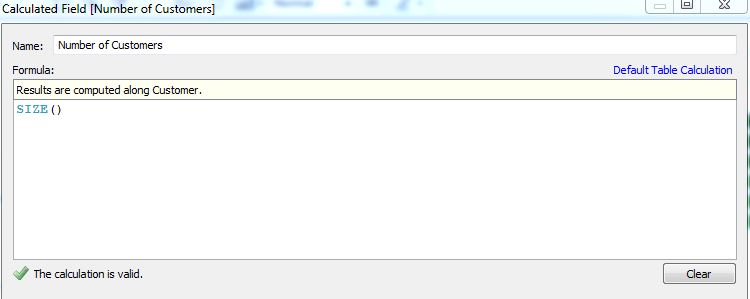 Calculated Field [Number of Customers]
Name: Number of Customers
Formula: Default Table Calculation
Results are computed along Customer.
SIZE()
The calculation is valid. Clear